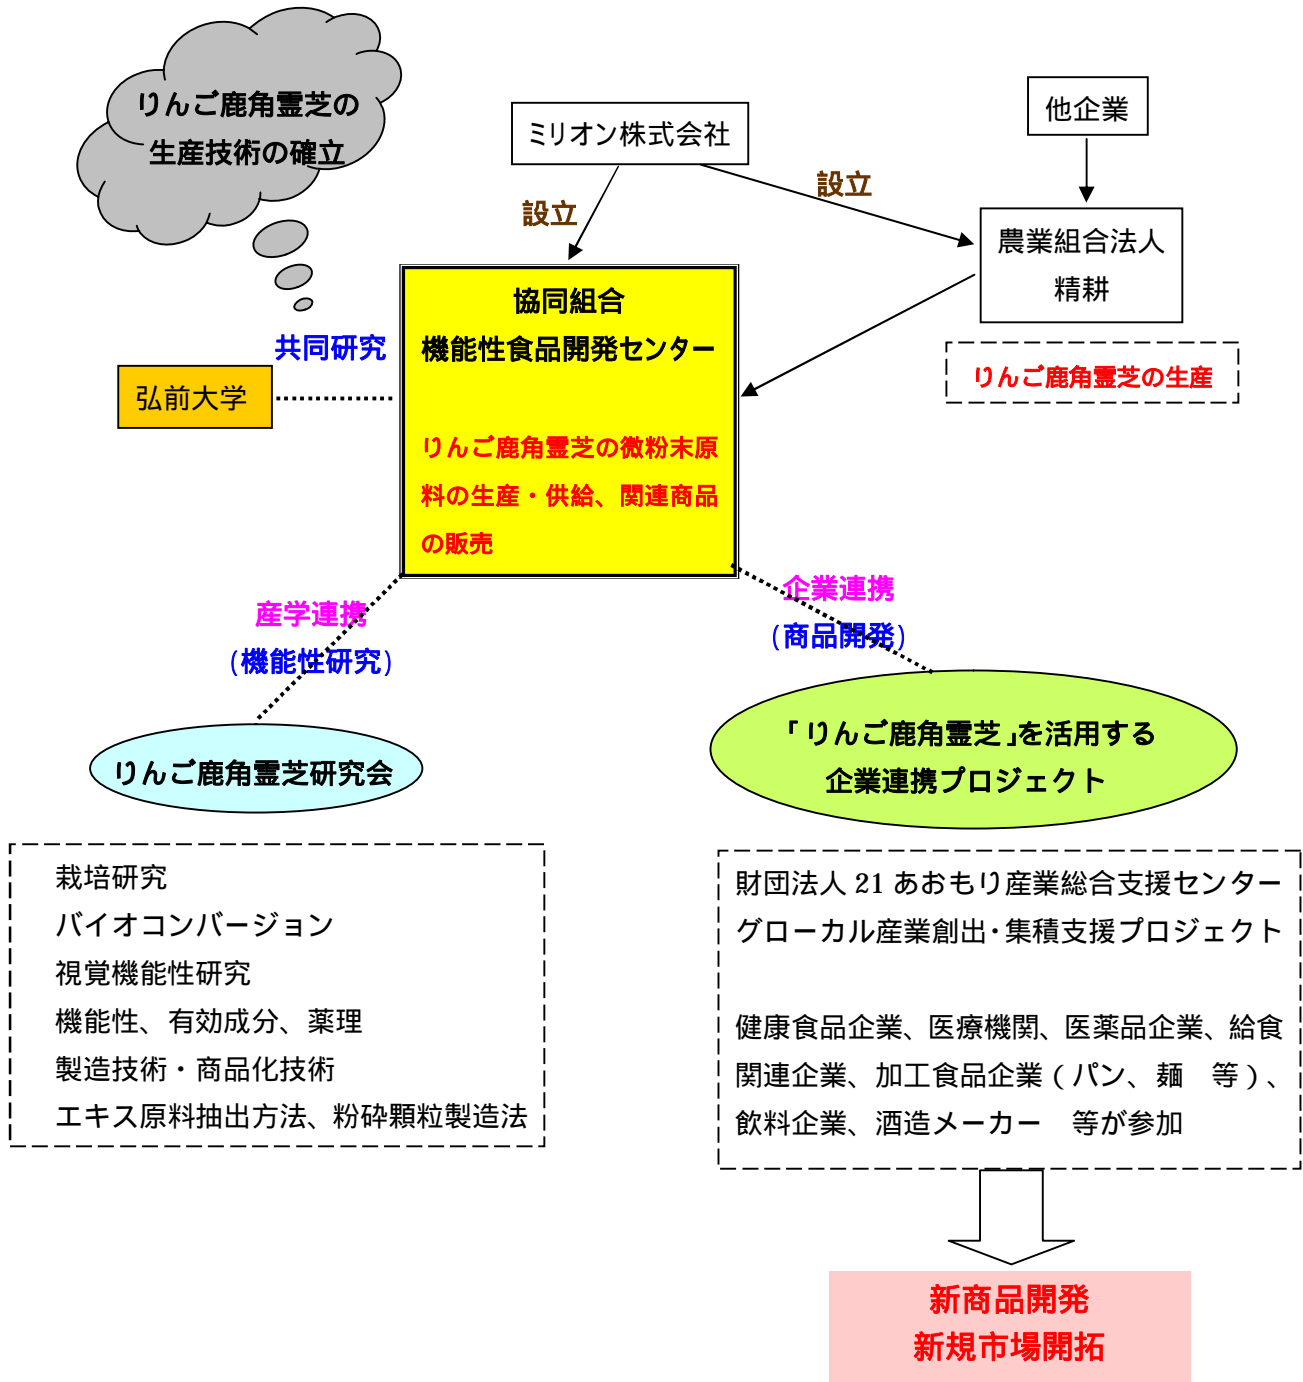 りんご鹿角霊芝の
生産技術の確立
ミリオン株式会社
他企業
設立
設立
農業組合法人
精耕
りんご鹿角霊芝の生産
協同組合
機能性食品開発センター
りんご鹿角霊芝の微粉末原
料の生産・供給、関連商品
の販売
共同研究
弘前大学
産学連携
(機能性研究)
企業連携
(商品開発)
りんご鹿角霊芝研究会
「りんご鹿角霊芝」を活用する
企業連携プロジェクト
栽培研究
バイオコンバージョン
視覚機能性研究
機能性、有効成分、薬理
製造技術・商品化技術
エキス原料抽出方法、粉砕顆粒製造法
財団法人 21 あおもり産業総合支援センター
グローカル産業創出・集積支援プロジェクト
健康食品企業、医療機関、医薬品企業、給食
関連企業、加工食品企業(パン、麺　等)、
飲料企業、酒造メーカー　等が参加
新商品開発
新規市場開拓